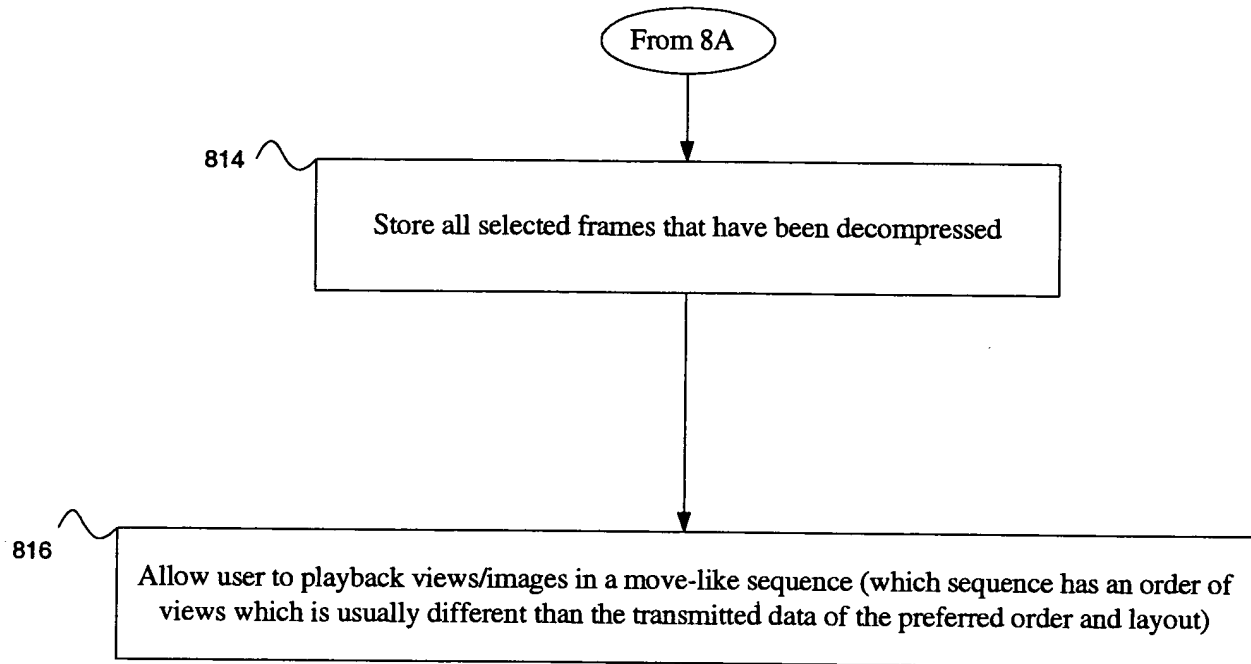 From 8A
814
Store all selected frames that have been decompressed
816
Allow user to playback views/images in a move-like sequence (which sequence has an order of
views which is usually different than the transmitted data of the preferred order and layout)